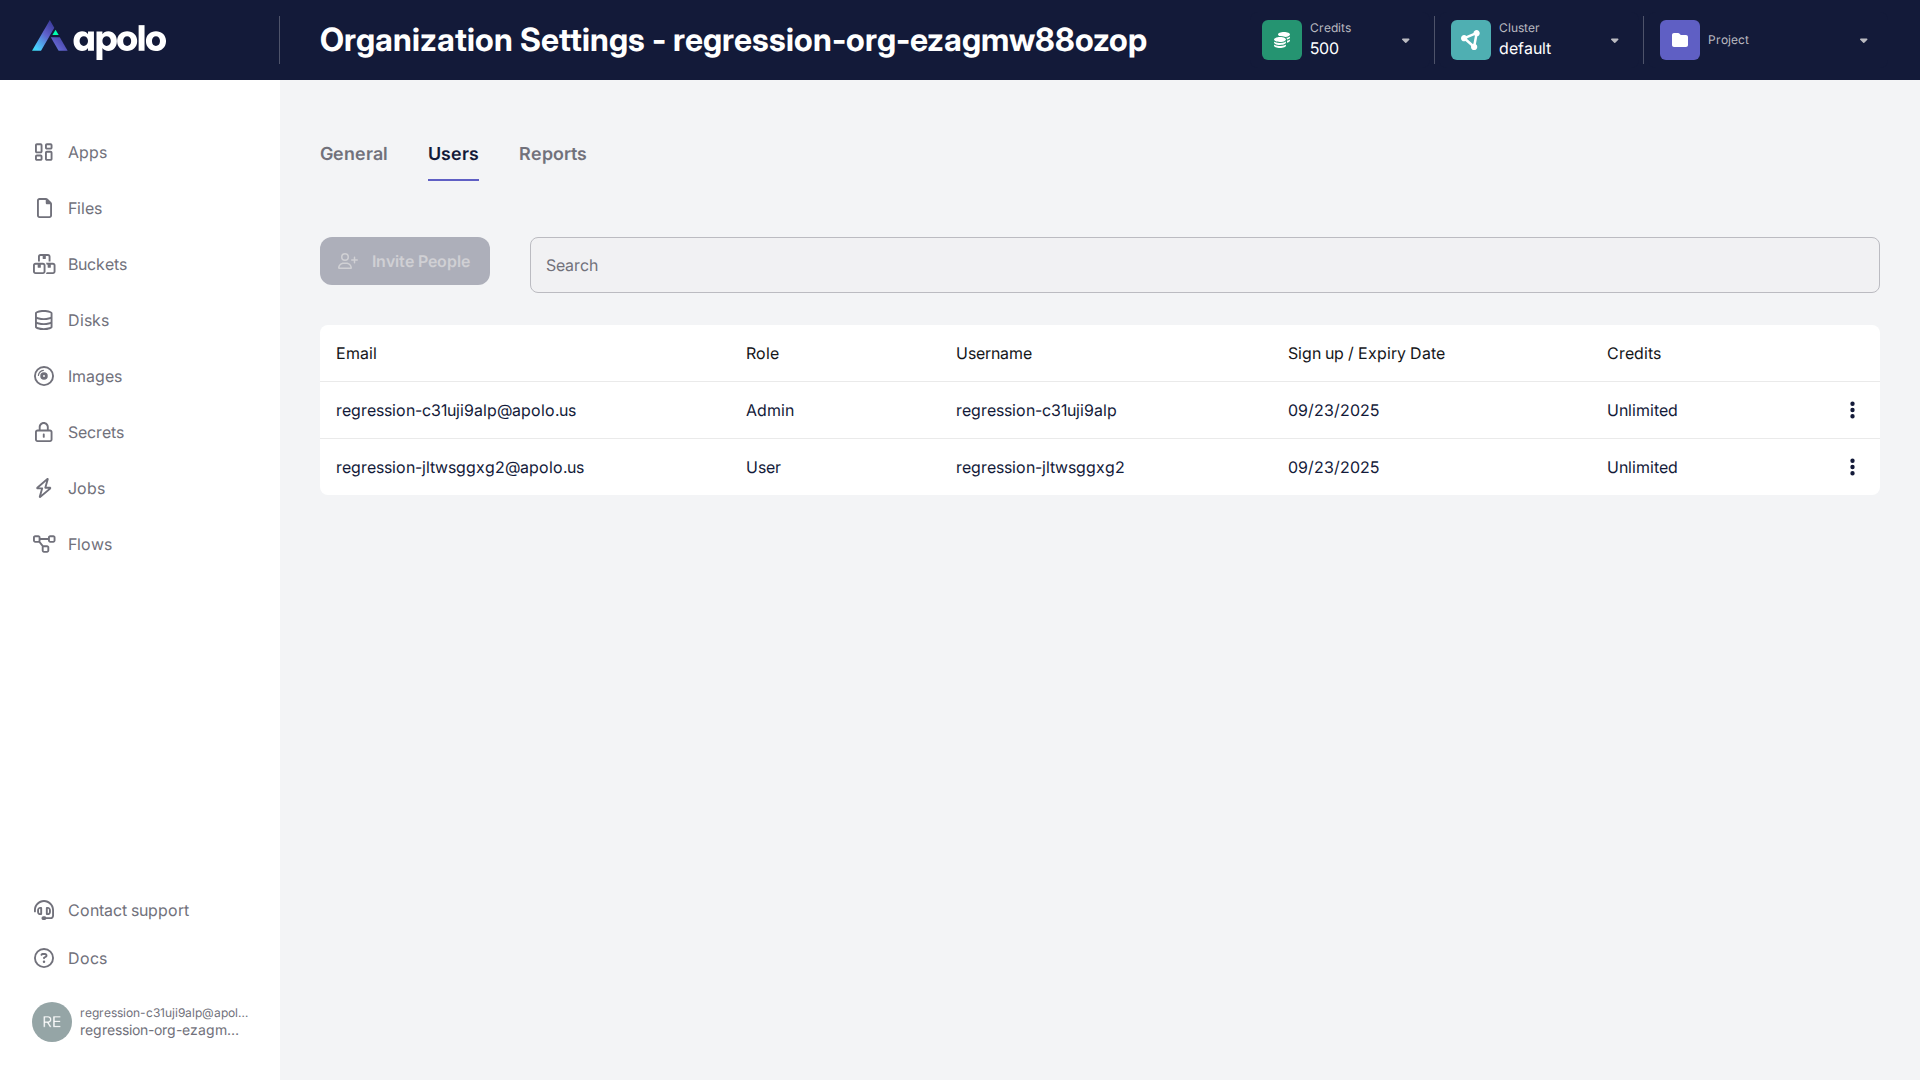 apolo
Organization Settings - regression-org-ezagmw88ozop
Credits
500
Cluster
default
Project
Apps
Files
Buckets
Disks
Images
Secrets
Jobs
Flows
Contact support
Docs
RE
regression-c31uji9alp@apol...
regression-org-ezagm...
General Users Reports
Invite People
Search
Email Role Username Sign up / Expiry Date Credits
regression-c31uji9alp@apolo.us Admin regression-c31uji9alp 09/23/2025 Unlimited
regression-jltwsggxg2@apolo.us User regression-jltwsggxg2 09/23/2025 Unlimited